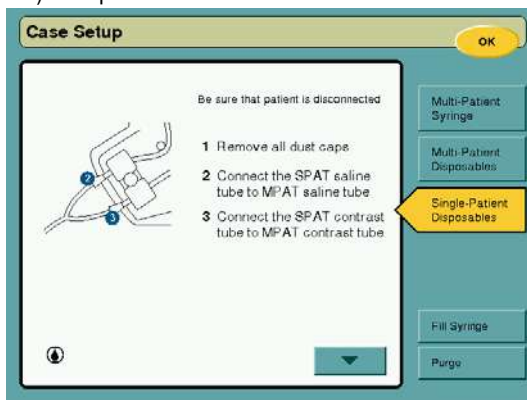 Case Setup
OK
Be sure that patient is disconnected
1 Remove all dust caps
2 Connect the SPAT saline
tube to MPAT saline tube
3 Connect the SPAT contrast
tube to MPAT contrast tube
2
3
Multi-Patient
Syringe
Multi-Patient
Disposables
Single-Patient
Disposables
Fill Syringe
Purge